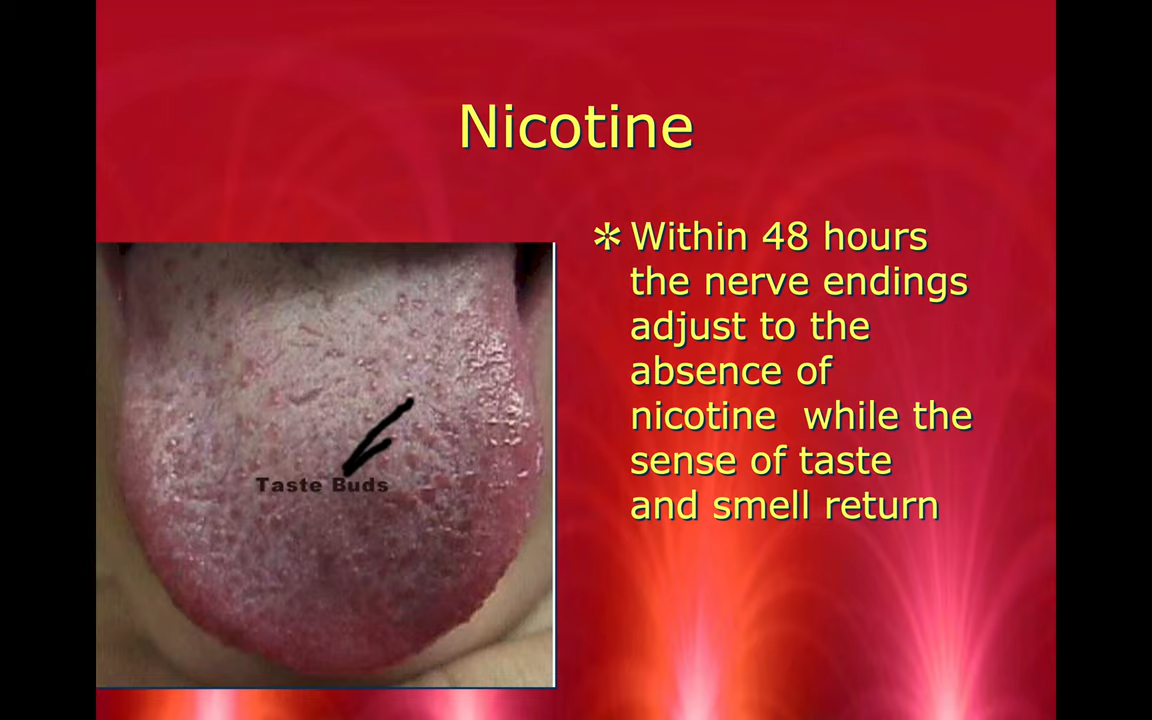 Nicotine
Within 48 hours
the nerve endings
adjust to the
absence of
nicotine  while the
sense of taste
and smell return
Taste Buds